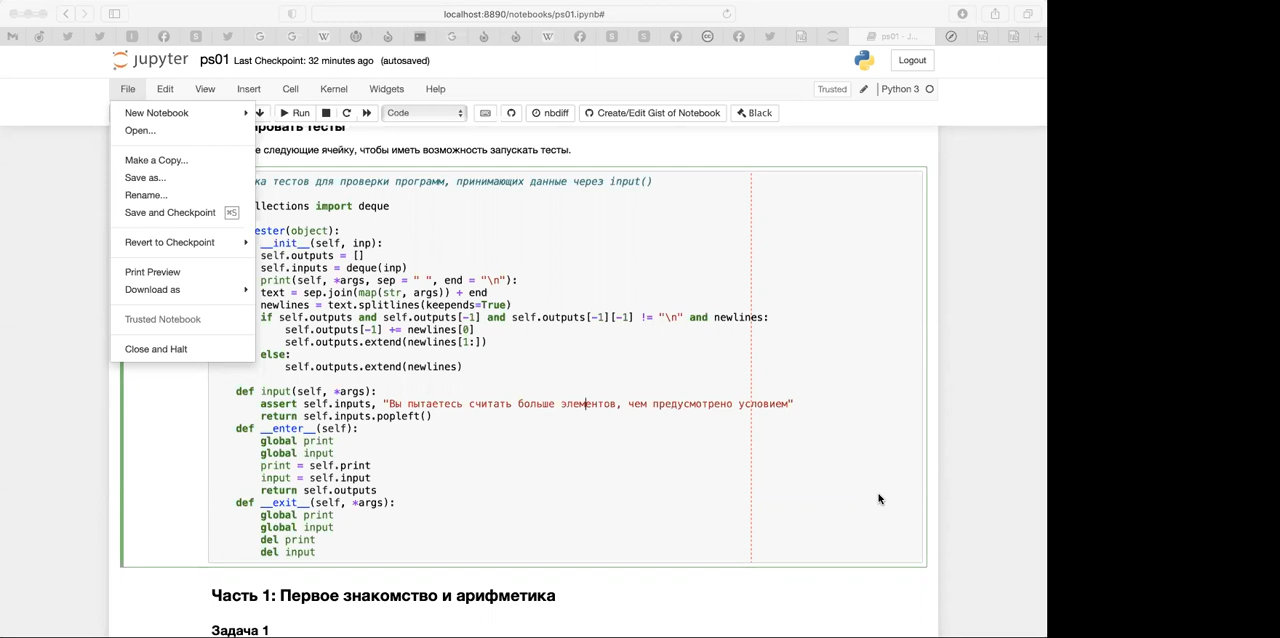 localhost:8890/notebooks/ps01.ipynb#
ps01 - J...
jupyter ps01 Last Checkpoint: 32 minutes ago (autosaved)
Logout
File Edit View Insert Cell Kernel Widgets Help
Trusted
Python 3
Run
Code
nbdiff
Create/Edit Gist of Notebook
Black
New Notebook
Open...
Make a Copy...
Save as...
Rename...
Save and Checkpoint ⌘S
Revert to Checkpoint
Print Preview
Download as
Trusted Notebook
Close and Halt
ировать тесты
е следующие ячейку, чтобы иметь возможность запускать тесты.
ка тестов для проверки программ, принимающих данные через input()
llections import deque
ester(object):
__init__(self, inp):
self.outputs = []
self.inputs = deque(inp)
print(self, *args, sep = " ", end = "\n"):
text = sep.join(map(str, args)) + end
newlines = text.splitlines(keepends=True)
if self.outputs and self.outputs[-1] and self.outputs[-1][-1] != "\n" and newlines:
self.outputs[-1] += newlines[0]
self.outputs.extend(newlines[1:])
else:
self.outputs.extend(newlines)
def input(self, *args):
assert self.inputs, "Вы пытаетесь считать больше элементов, чем предусмотрено условием"
return self.inputs.popleft()
def __enter__(self):
global print
global input
print = self.print
input = self.input
return self.outputs
def __exit__(self, *args):
global print
global input
del print
del input
Часть 1: Первое знакомство и арифметика
Задача 1